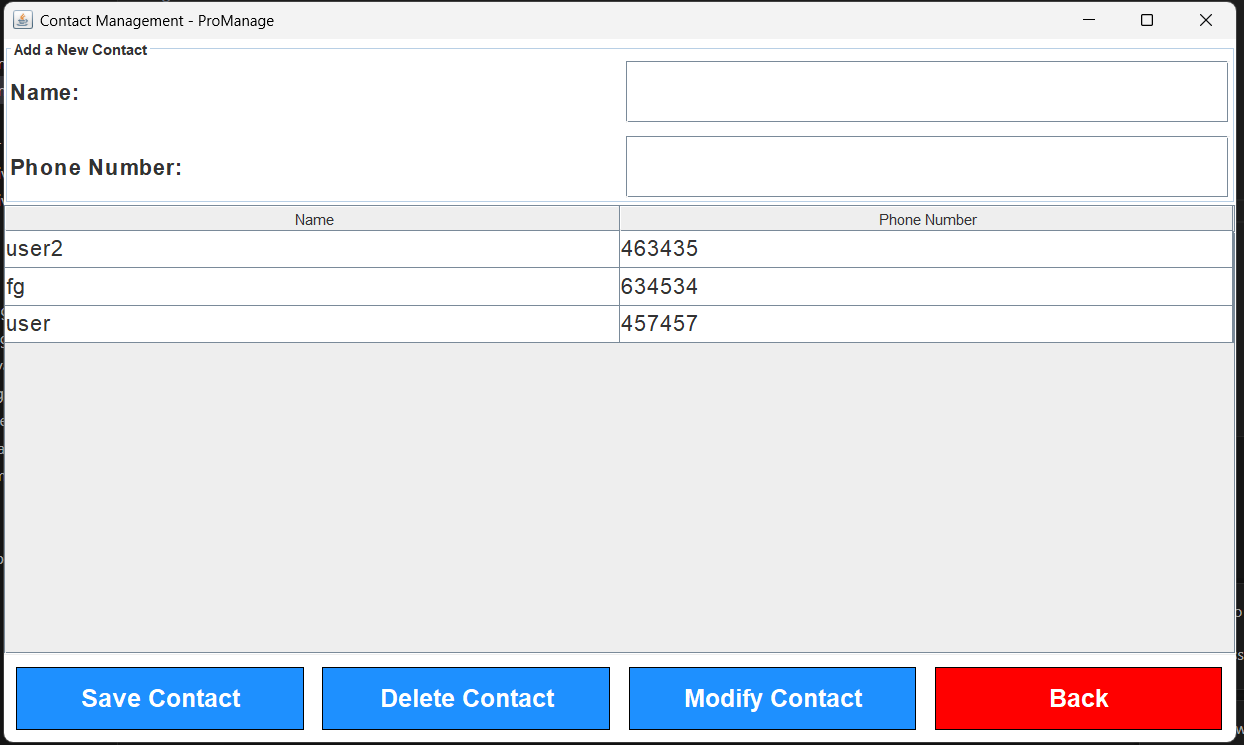 Contact Management - ProManage
Add a New Contact
Name:
Phone Number:
Name Phone Number
user2 463435
fg 634534
user 457457
Save Contact Delete Contact Modify Contact Back